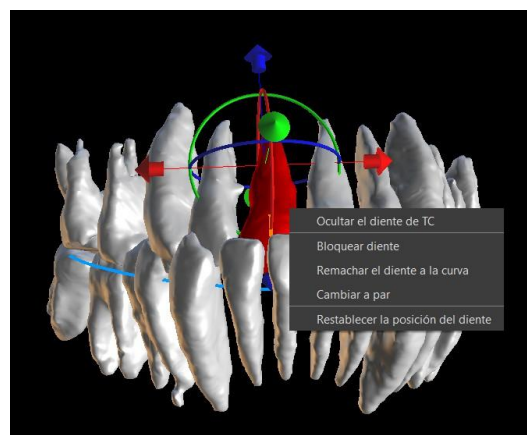 Ocultar el diente de TC
Bloquear diente
Remachar el diente a la curva
Cambiar a par
Restablecer la posición del diente